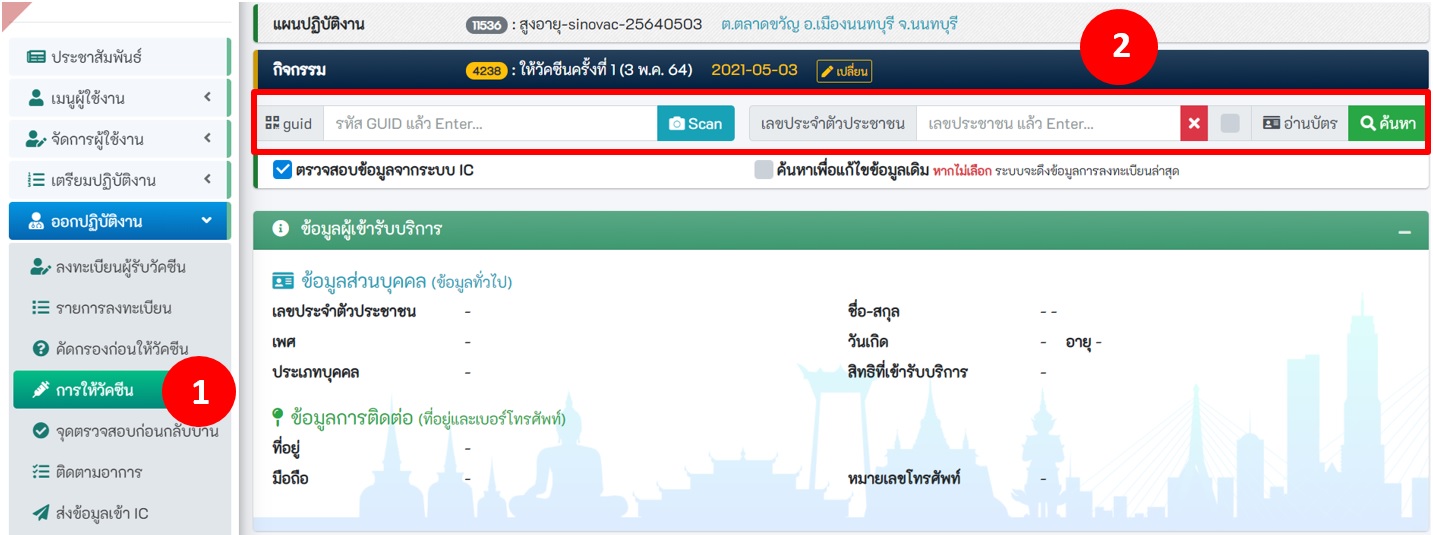 ประชาสัมพันธ์
เมนูผู้ใช้งาน
จัดการผู้ใช้งาน
เตรียมปฏิบัติงาน
ออกปฏิบัติงาน
ลงทะเบียนผู้รับวัคซีน
รายการลงทะเบียน
คัดกรองก่อนให้วัคซีน
การให้วัคซีน
1
จุดตรวจสอบก่อนกลับบ้าน
ติดตามอาการ
ส่งข้อมูลเข้า IC
แผนปฏิบัติงาน 11536 : สูงอายุ-sinovac-25640503 ต.ตลาดขวัญ อ.เมืองนนทบุรี จ.นนทบุรี
2
กิจกรรม 4238 : ให้วัคซีนครั้งที่ 1 (3 พ.ค. 64) 2021-05-03 เปลี่ยน
guid รหัส GUID แล้ว Enter... Scan เลขประจำตัวประชาชน เลขประชาชน แล้ว Enter... อ่านบัตร ค้นหา
ตรวจสอบข้อมูลจากระบบ IC ค้นหาเพื่อแก้ไขข้อมูลเดิม หากไม่เลือก ระบบจะดึงข้อมูลการลงทะเบียนล่าสุด
ข้อมูลผู้เข้ารับบริการ
ข้อมูลส่วนบุคคล (ข้อมูลทั่วไป)
เลขประจำตัวประชาชน - ชื่อ-สกุล - -
เพศ - วันเกิด - อายุ -
ประเภทบุคคล - สิทธิที่เข้ารับบริการ -
ข้อมูลการติดต่อ (ที่อยู่และเบอร์โทรศัพท์)
ที่อยู่ -
มือถือ - หมายเลขโทรศัพท์ -